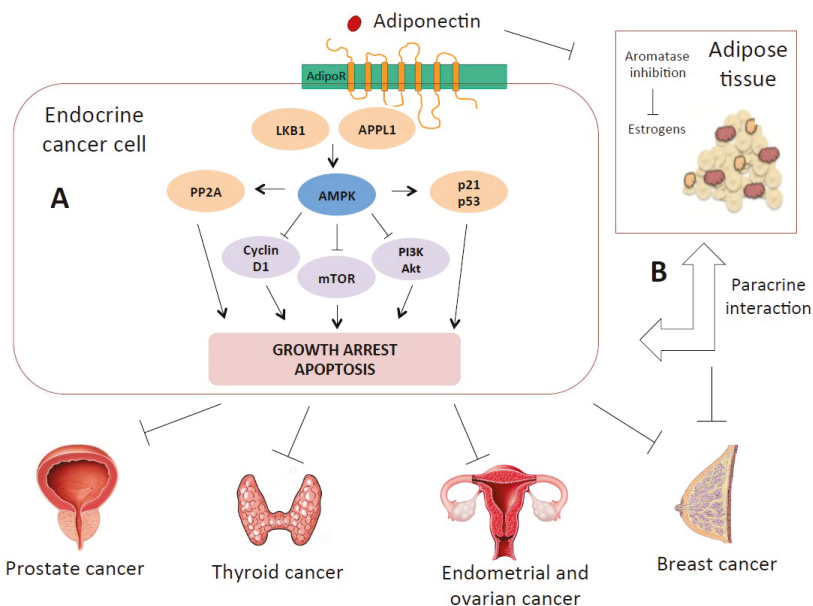 Adiponectin
AdipoR
Endocrine
cancer cell
A
LKB1
APPL1
PP2A
AMPK
p21
p53
Cyclin
D1
mTOR
PI3K
Akt
GROWTH ARREST
APOPTOSIS
Aromatase
inhibition
Estrogens
Adipose
tissue
B
Paracrine
interaction
Prostate cancer
Thyroid cancer
Endometrial and
ovarian cancer
Breast cancer